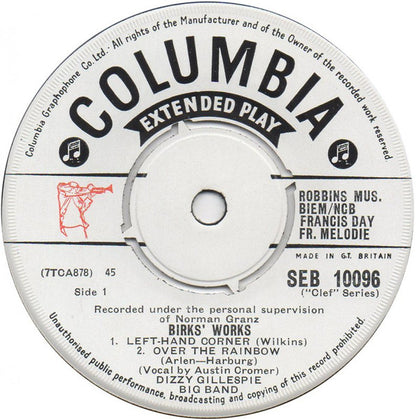 Columbia Graphophone Co. Ltd.· All rights of the Manufacturer and of the Owner of the recorded work reserved.
COLUMBIA
EXTENDED PLAY
ROBBINS MUS.
BIEM/NCB
FRANCIS DAY
FR. MELODIE
MADE IN GT. BRITAIN
(7TCA878) 45
Side 1
SEB 10096
("Clef" Series)
Recorded under the personal supervision
of Norman Granz
BIRKS' WORKS
1. LEFT-HAND CORNER (Wilkins)
2. OVER THE RAINBOW
(Arlen—Harburg)
(Vocal by Austin Cromer)
DIZZY GILLESPIE
BIG BAND
Unauthorised public performance, broadcasting and copying of this record prohibited.